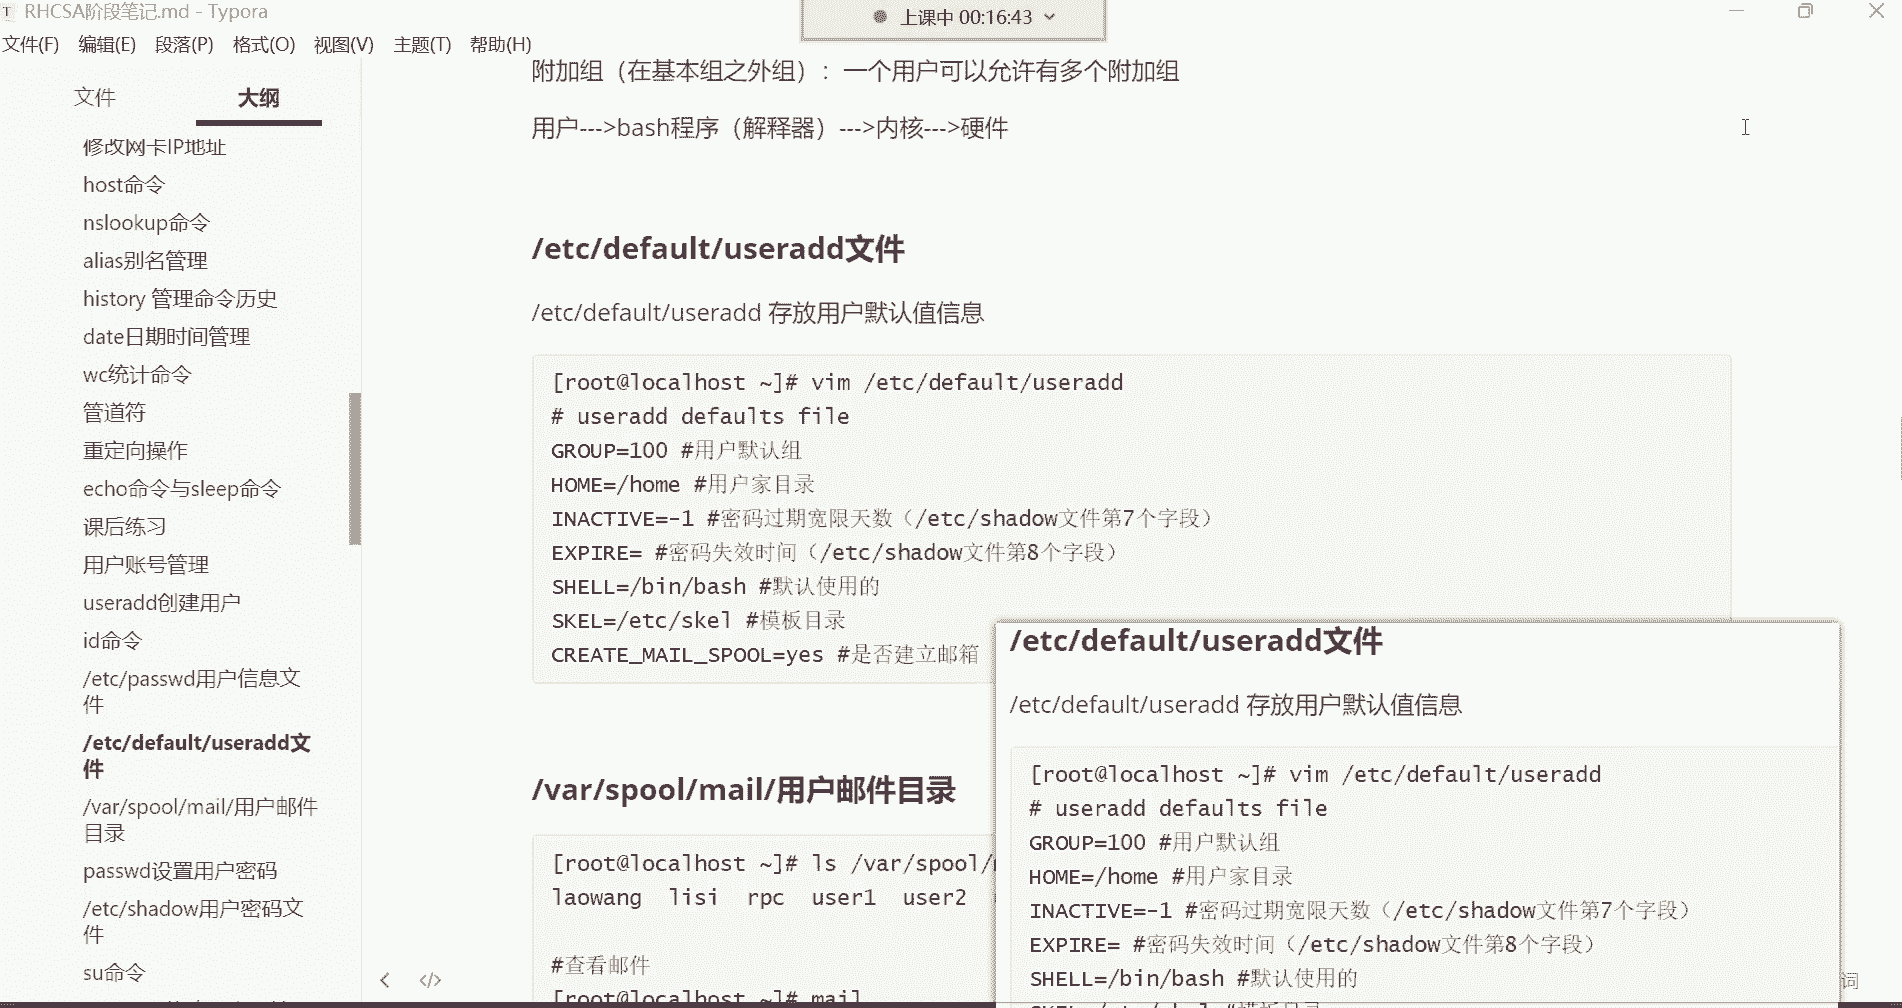 RHCSA阶段笔记.md - Typora
上课中 00:16:43
文件(F) 编辑(E) 段落(P) 格式(O) 视图(V) 主题(T) 帮助(H)
文件 大纲
修改网卡IP地址
host命令
nslookup命令
alias别名管理
history 管理命令历史
date日期时间管理
wc统计命令
管道符
重定向操作
echo命令与sleep命令
课后练习
用户账号管理
useradd创建用户
id命令
/etc/passwd用户信息文
件
/etc/default/useradd文
件
/var/spool/mail/用户邮件
目录
passwd设置用户密码
/etc/shadow用户密码文
件
su命令
附加组（在基本组之外组）：一个用户可以允许有多个附加组
用户--->bash程序（解释器）--->内核--->硬件
/etc/default/useradd文件
/etc/default/useradd 存放用户默认值信息
[root@localhost ~]# vim /etc/default/useradd
# useradd defaults file
GROUP=100 #用户默认组
HOME=/home #用户家目录
INACTIVE=-1 #密码过期宽限天数（/etc/shadow文件第7个字段）
EXPIRE= #密码失效时间（/etc/shadow文件第8个字段）
SHELL=/bin/bash #默认使用的
SKEL=/etc/skel #模板目录
CREATE_MAIL_SPOOL=yes #是否建立邮箱
/var/spool/mail/用户邮件目录
[root@localhost ~]# ls /var/spool/
laowang lisi rpc user1 user2
#查看邮件
[root@localhost ~]# mail
/etc/default/useradd文件
/etc/default/useradd 存放用户默认值信息
[root@localhost ~]# vim /etc/default/useradd
# useradd defaults file
GROUP=100 #用户默认组
HOME=/home #用户家目录
INACTIVE=-1 #密码过期宽限天数（/etc/shadow文件第7个字段）
EXPIRE= #密码失效时间（/etc/shadow文件第8个字段）
SHELL=/bin/bash #默认使用的
词